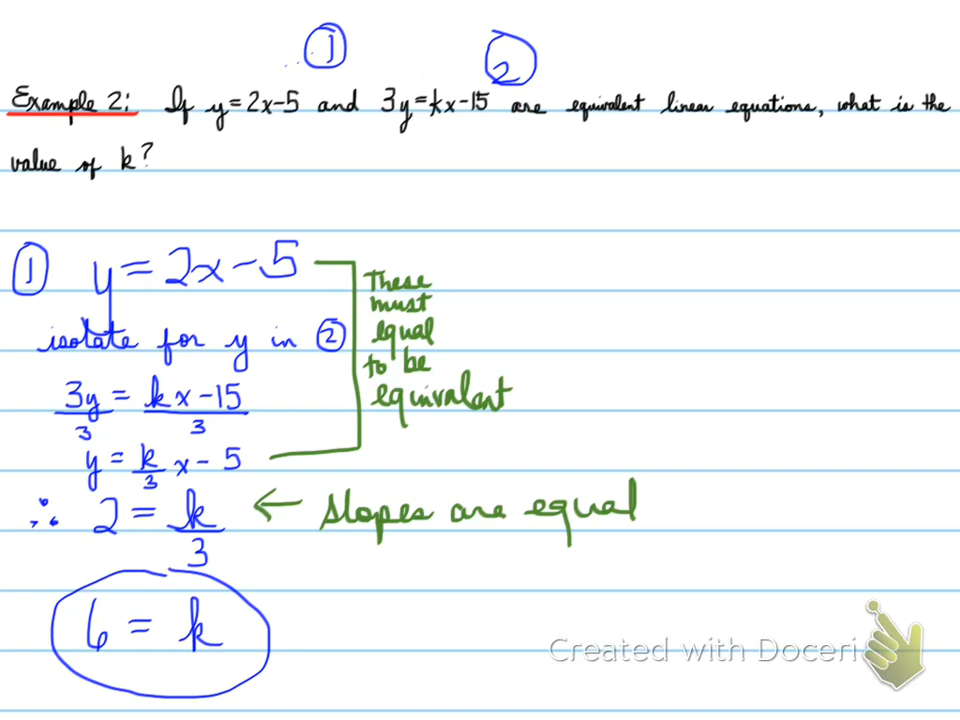 ① ②
Example 2: If y=2x-5 and 3y=kx-15 are equivalent linear equations, what is the
value of k?
① y = 2x - 5
These
must
equal
to be
equivalent
isolate for y in ②
3y = kx - 15
3 3
y = k/3 x - 5
∴ 2 = k/3 ← slopes are equal
6 = k
Created with Doceri